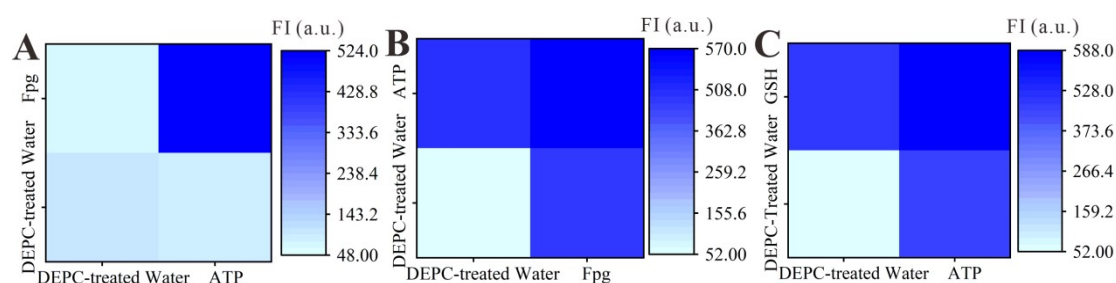 A
FI (a.u.)
524.0
428.8
333.6
238.4
143.2
48.00
Fpg
DEPC-treated Water
DEPC-treated Water
ATP
B
FI (a.u.)
570.0
508.0
362.8
259.2
155.6
52.00
ATP
DEPC-treated Water
DEPC-treated Water
Fpg
C
FI (a.u.)
588.0
528.0
473.6
266.4
159.2
52.00
GSH
DEPC-Treated Water
DEPC-treated Water
ATP